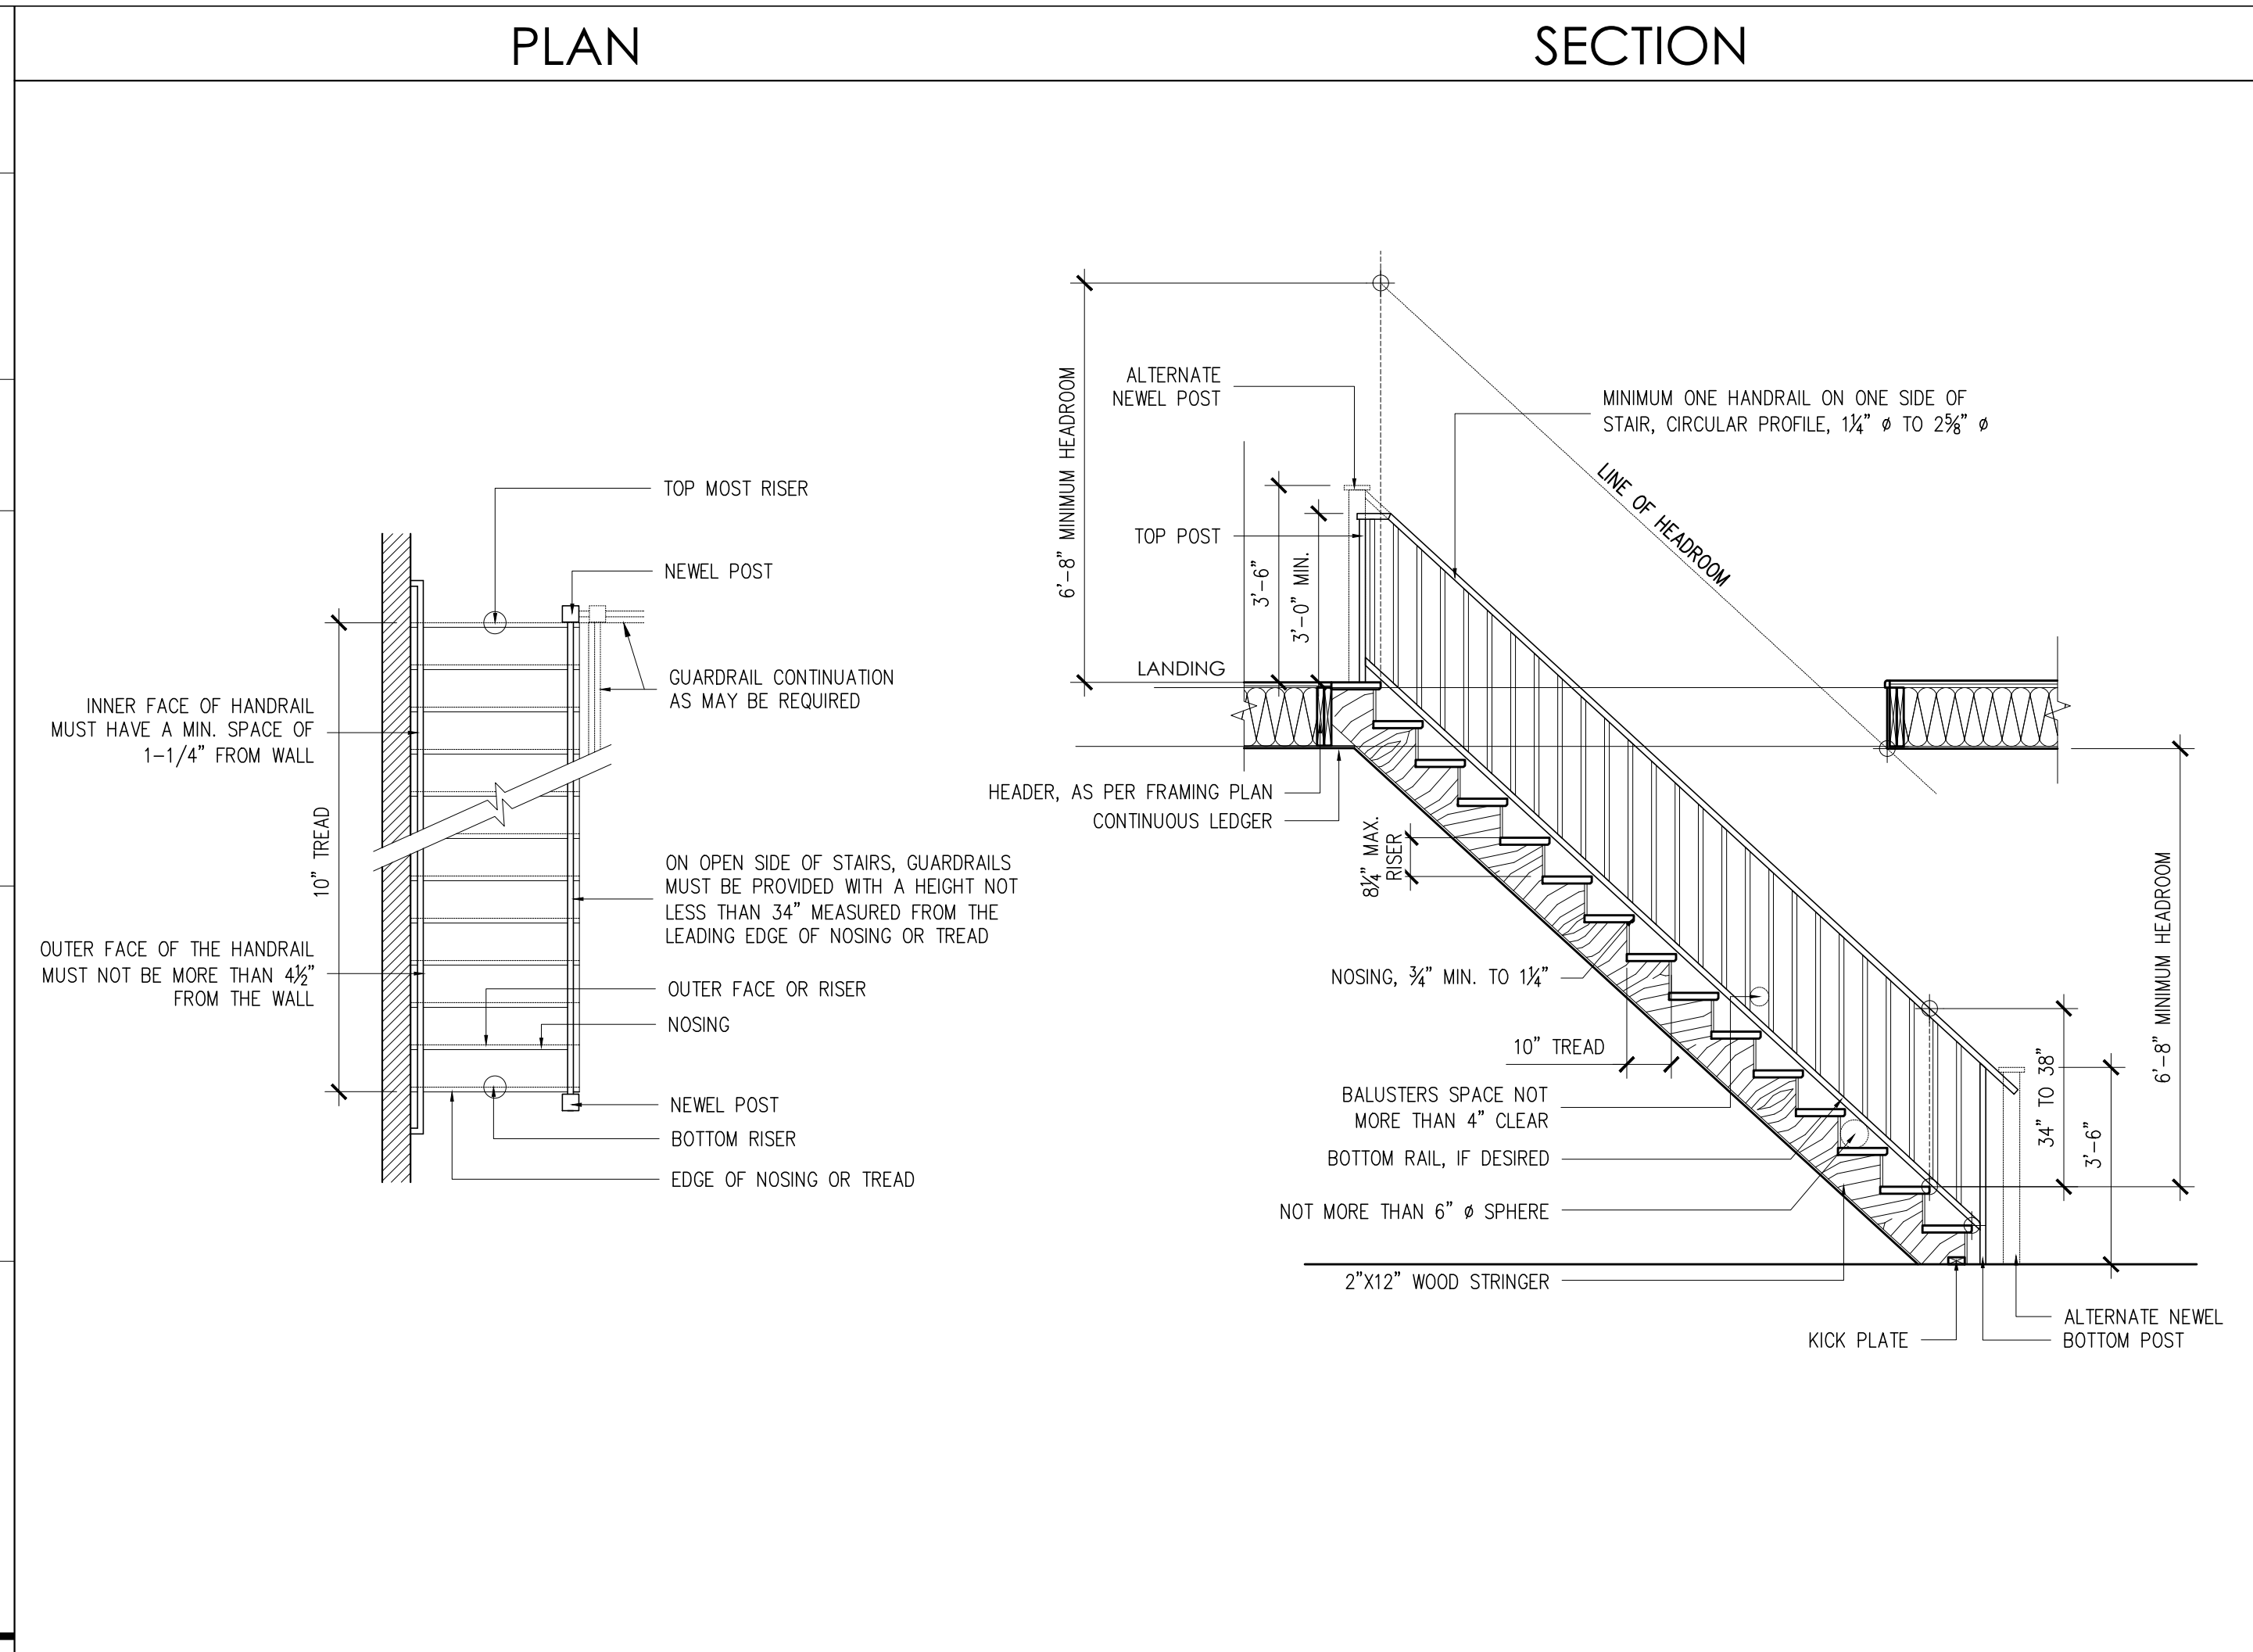 PLAN
SECTION
TOP MOST RISER
NEWEL POST
GUARDRAIL CONTINUATION
AS MAY BE REQUIRED
INNER FACE OF HANDRAIL
MUST HAVE A MIN. SPACE OF
1-1/4" FROM WALL
10" TREAD
ON OPEN SIDE OF STAIRS, GUARDRAILS
MUST BE PROVIDED WITH A HEIGHT NOT
LESS THAN 34" MEASURED FROM THE
LEADING EDGE OF NOSING OR TREAD
OUTER FACE OF THE HANDRAIL
MUST NOT BE MORE THAN 4½"
FROM THE WALL
OUTER FACE OR RISER
NOSING
NEWEL POST
BOTTOM RISER
EDGE OF NOSING OR TREAD
6'-8" MINIMUM HEADROOM
ALTERNATE
NEWEL POST
MINIMUM ONE HANDRAIL ON ONE SIDE OF
STAIR, CIRCULAR PROFILE, 1¼" ø TO 2⅝" ø
LINE OF HEADROOM
TOP POST
3'-6"
3'-0" MIN.
LANDING
HEADER, AS PER FRAMING PLAN
CONTINUOUS LEDGER
8¼" MAX.
RISER
NOSING, ¾" MIN. TO 1¼"
10" TREAD
BALUSTERS SPACE NOT
MORE THAN 4" CLEAR
BOTTOM RAIL, IF DESIRED
NOT MORE THAN 6" ø SPHERE
2"X12" WOOD STRINGER
34" TO 38"
3'-6"
6'-8" MINIMUM HEADROOM
KICK PLATE
ALTERNATE NEWEL
BOTTOM POST